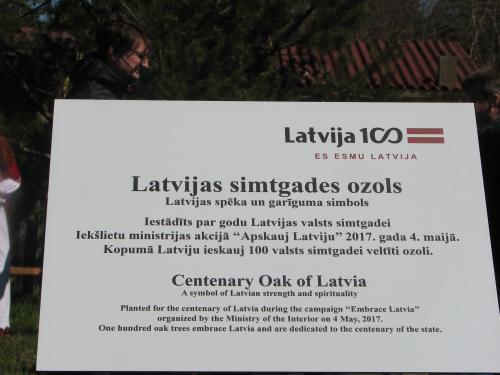 Latvija 100
ES ESMU LATVIJA
Latvijas simtgades ozols
Latvijas spēka un garīguma simbols
Iestādīts par godu Latvijas valsts simtgadei
Iekšlietu ministrijas akcijā “Apskauj Latviju” 2017. gada 4. maijā.
Kopumā Latviju ieskauj 100 valsts simtgadei veltīti ozoli.
Centenary Oak of Latvia
A symbol of Latvian strength and spirituality
Planted for the centenary of Latvia during the campaign “Embrace Latvia”
organized by the Ministry of the Interior on 4 May, 2017.
One hundred oak trees embrace Latvia and are dedicated to the centenary of the state.